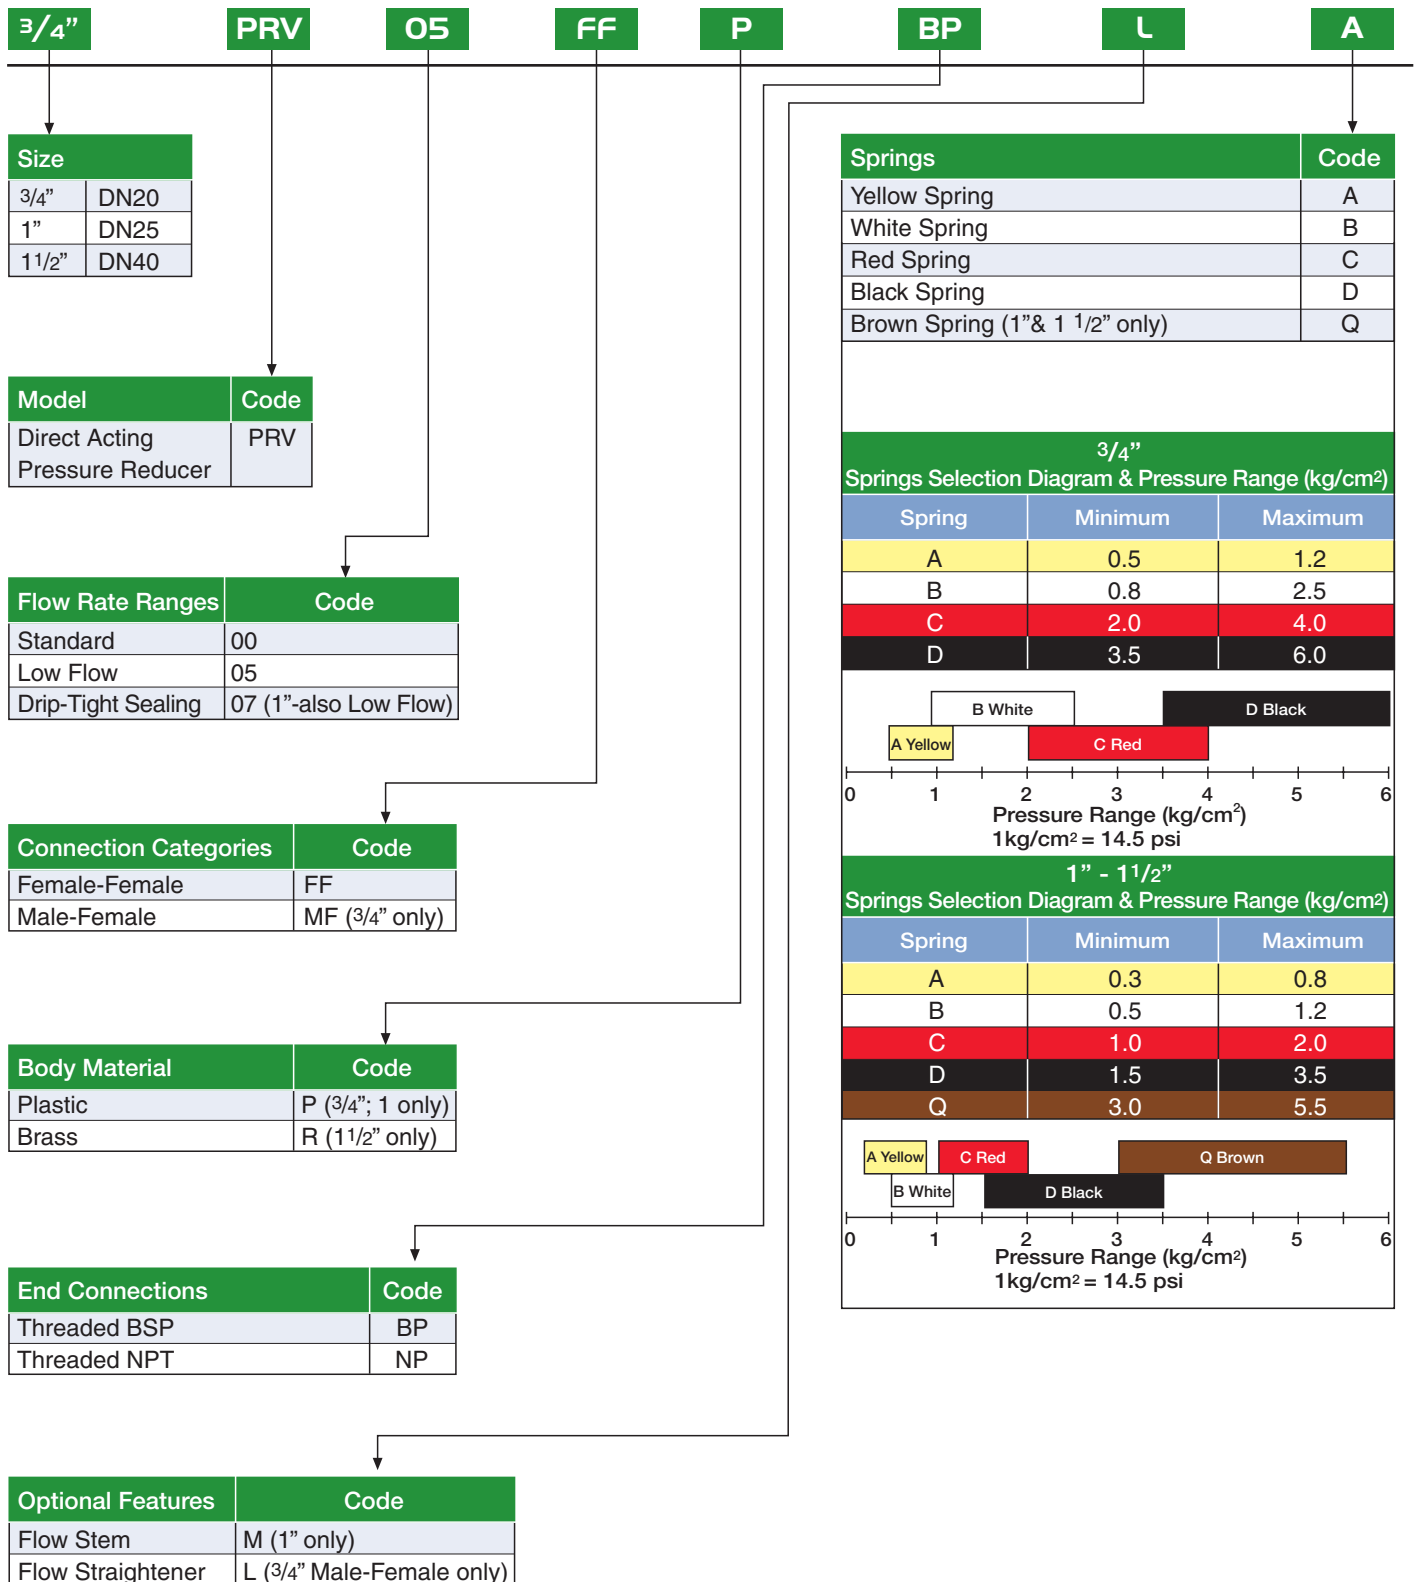 3/4” PRV 05 FF P BP L A
Size
3/4” DN20
1” DN25
1 1/2” DN40
Model Code
Direct Acting PRV
Pressure Reducer
Flow Rate Ranges Code
Standard 00
Low Flow 05
Drip-Tight Sealing 07 (1”-also Low Flow)
Connection Categories Code
Female-Female FF
Male-Female MF (3/4” only)
Body Material Code
Plastic P (3/4”; 1 only)
Brass R (1 1/2” only)
End Connections Code
Threaded BSP BP
Threaded NPT NP
Optional Features Code
Flow Stem M (1” only)
Flow Straightener L (3/4” Male-Female only)
Springs Code
Yellow Spring A
White Spring B
Red Spring C
Black Spring D
Brown Spring (1”& 1 1/2” only) Q
3/4”
Springs Selection Diagram & Pressure Range (kg/cm²)
Spring Minimum Maximum
A 0.5 1.2
B 0.8 2.5
C 2.0 4.0
D 3.5 6.0
B White D Black
A Yellow C Red
0 1 2 3 4 5 6
Pressure Range (kg/cm²)
1kg/cm² = 14.5 psi
1” - 1 1/2”
Springs Selection Diagram & Pressure Range (kg/cm²)
Spring Minimum Maximum
A 0.3 0.8
B 0.5 1.2
C 1.0 2.0
D 1.5 3.5
Q 3.0 5.5
A Yellow C Red Q Brown
B White D Black
0 1 2 3 4 5 6
Pressure Range (kg/cm²)
1kg/cm² = 14.5 psi